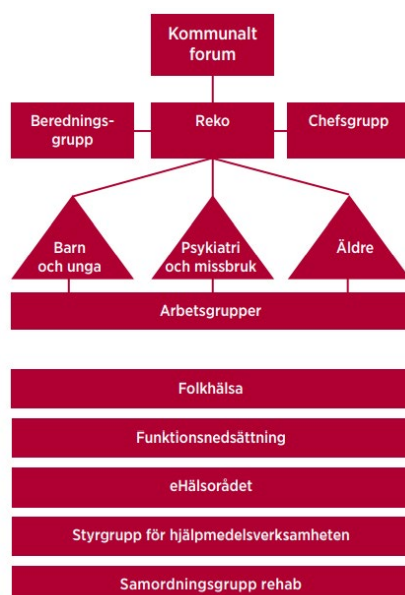 Kommunalt
forum
Berednings-
grupp
Reko
Chefsgrupp
Barn
och unga
Psykiatri
och missbruk
Äldre
Arbetsgrupper
Folkhälsa
Funktionsnedsättning
eHälsorådet
Styrgrupp för hjälpmedelsverksamheten
Samordningsgrupp rehab